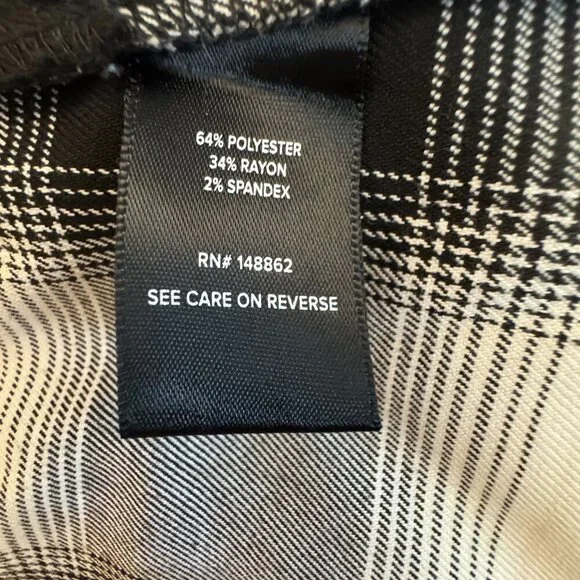 64% POLYESTER
34% RAYON
2% SPANDEX
RN# 148862
SEE CARE ON REVERSE